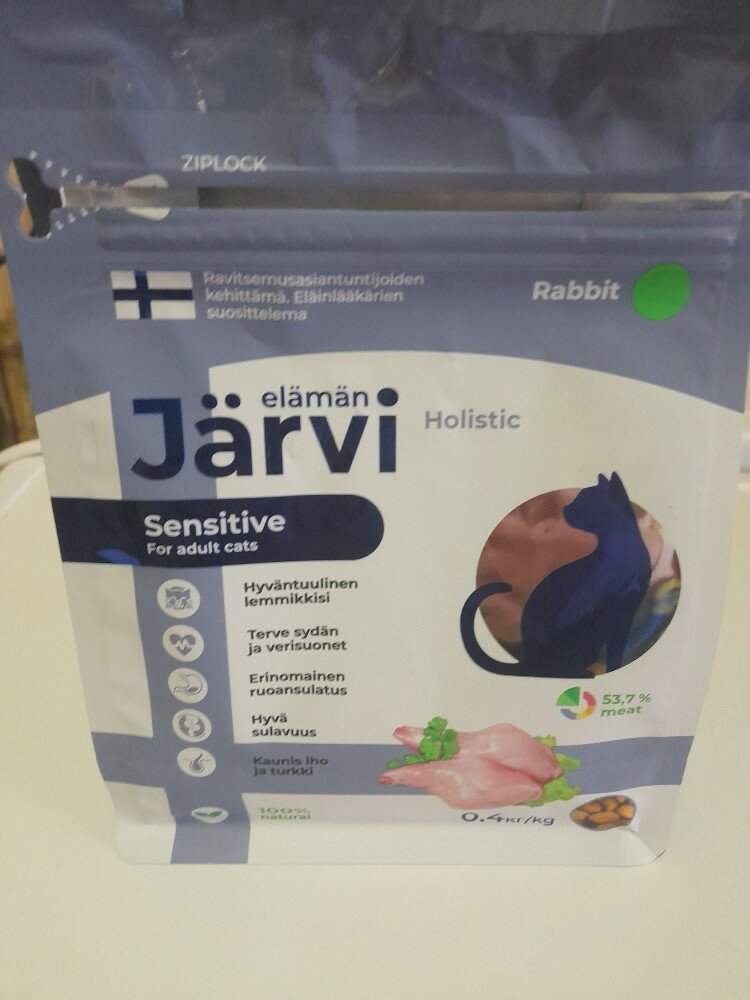 ZIPLOCK
Ravitsemusasiantuntijoiden
kehittämä. Eläinlääkärien
suosittelema
Rabbit
elämän
Järvi
Holistic
Sensitive
For adult cats
Hyväntuulinen
lemmikkisi
Terve sydän
ja verisuonet
Erinomainen
ruoansulatus
Hyvä
sulavuus
Kaunis iho
ja turkki
53,7 %
meat
100%
natural
0.4кг/kg